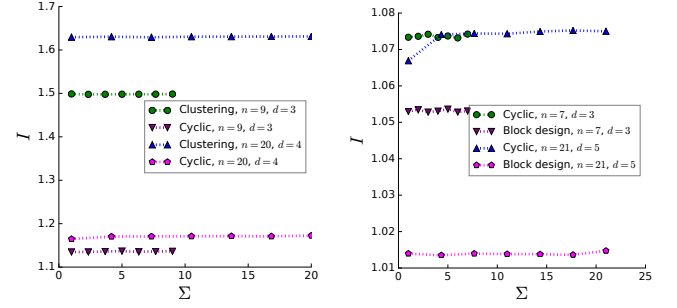 1.7
1.6
1.5
1.4
1.3
1.2
1.1
I
0
5
10
15
20
Σ
Clustering, n=9, d=3
Cyclic, n=9, d=3
Clustering, n=20, d=4
Cyclic, n=20, d=4
1.08
1.07
1.06
1.05
1.04
1.03
1.02
1.01
I
0
5
10
15
20
25
Σ
Cyclic, n=7, d=3
Block design, n=7, d=3
Cyclic, n=21, d=5
Block design, n=21, d=5